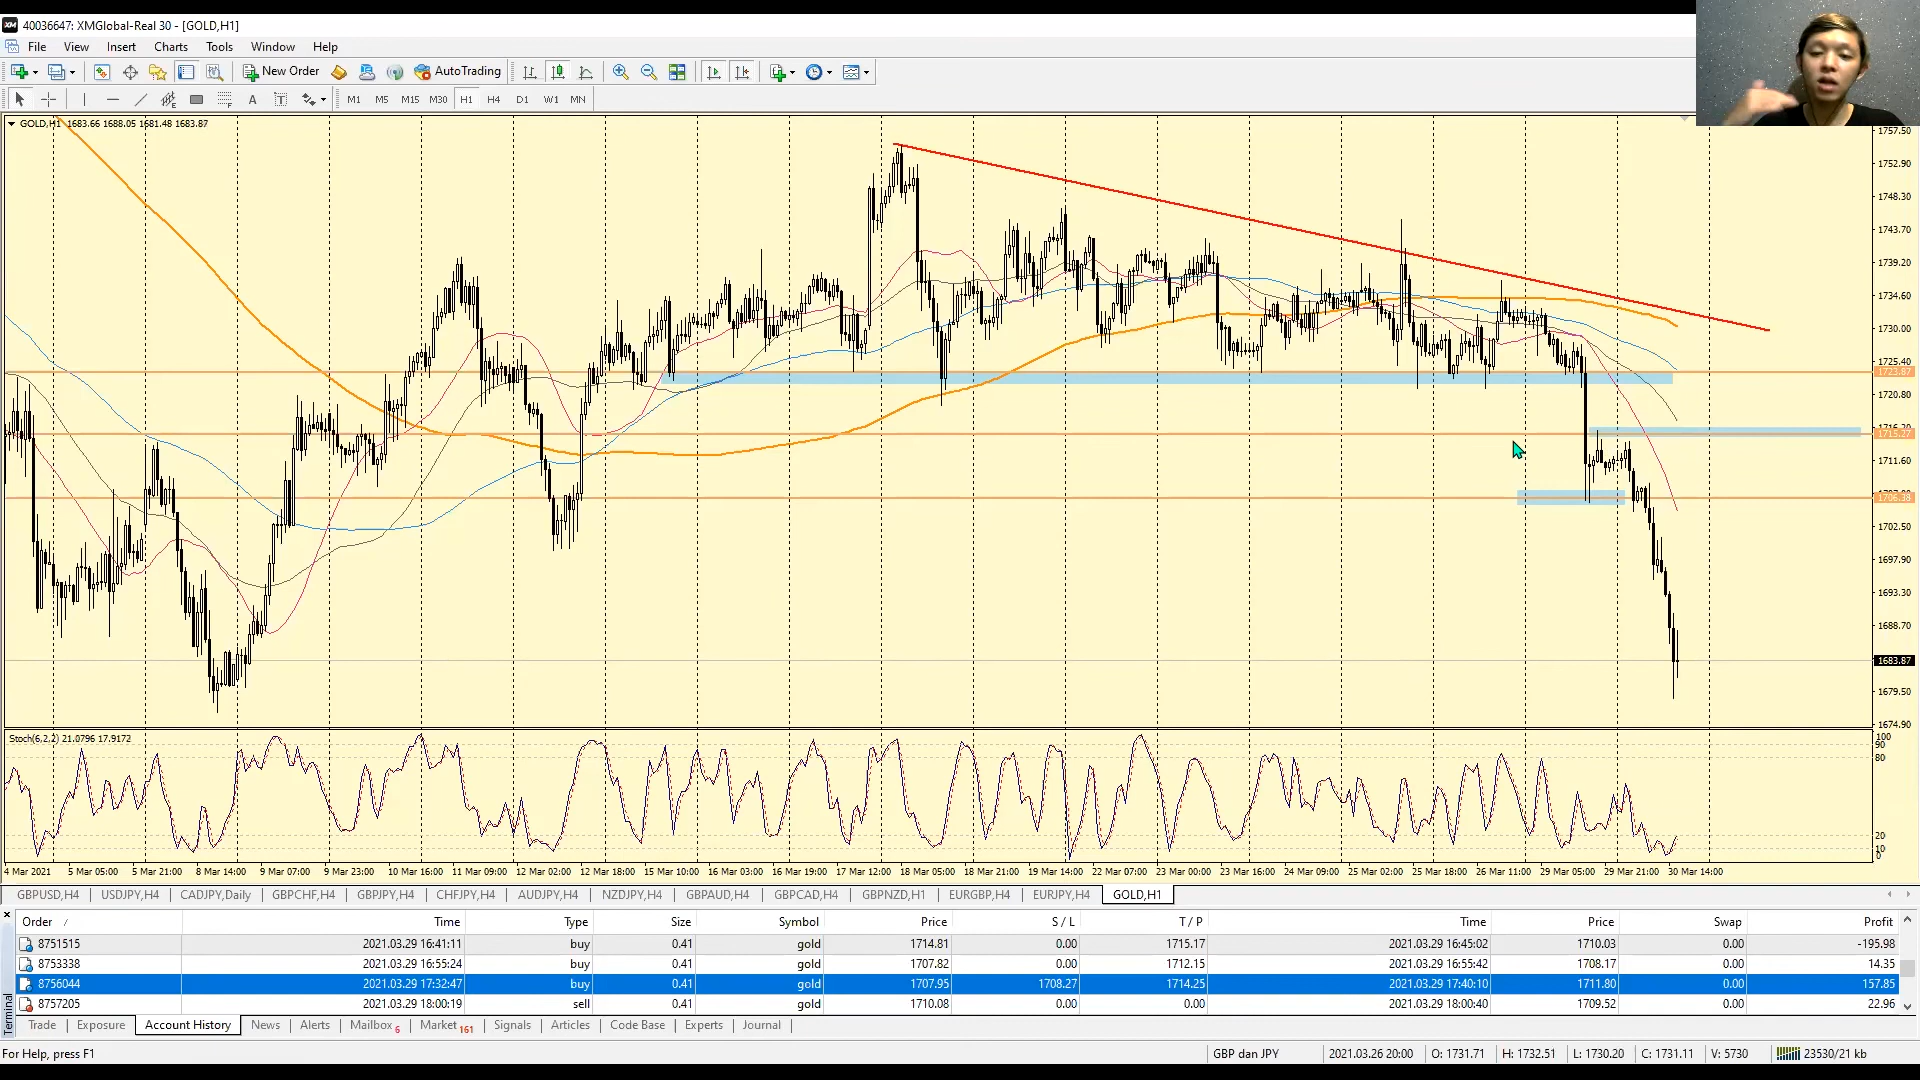 40036647: XMGlobal-Real 30 - [GOLD,H1]
File View Insert Charts Tools Window Help
New Order AutoTrading
A T M1 M5 M15 M30 H1 H4 D1 W1 MN
GOLD,H1 1683.66 1688.05 1681.48 1683.87
1757.50
1752.90
1748.30
1743.70
1739.20
1734.60
1730.00
1725.40
1723.87
1720.80
1715.27
1711.60
1706.38
1702.50
1697.90
1693.30
1688.70
1683.87
1679.50
1674.90
Stoch(6,2,2) 21.0796 17.9172
100
90
80
20
10
0
4 Mar 2021 5 Mar 05:00 5 Mar 21:00 8 Mar 14:00 9 Mar 07:00 9 Mar 23:00 10 Mar 16:00 11 Mar 09:00 12 Mar 02:00 12 Mar 18:00 15 Mar 10:00 16 Mar 03:00 16 Mar 19:00 17 Mar 12:00 18 Mar 05:00 18 Mar 21:00 19 Mar 14:00 22 Mar 07:00 23 Mar 00:00 23 Mar 16:00 24 Mar 09:00 25 Mar 02:00 25 Mar 18:00 26 Mar 11:00 29 Mar 05:00 29 Mar 21:00 30 Mar 14:00
GBPUSD,H4 USDJPY,H4 CADJPY,Daily GBPCHF,H4 GBPJPY,H4 CHFJPY,H4 AUDJPY,H4 NZDJPY,H4 GBPAUD,H4 GBPCAD,H4 GBPNZD,H1 EURGBP,H4 EURJPY,H4 GOLD,H1
Order / Time Type Size Symbol Price S / L T / P Time Price Swap Profit
8751515 2021.03.29 16:41:11 buy 0.41 gold 1714.81 0.00 1715.17 2021.03.29 16:45:02 1710.03 0.00 -195.98
8753338 2021.03.29 16:55:24 buy 0.41 gold 1707.82 0.00 1712.15 2021.03.29 16:55:42 1708.17 0.00 14.35
8756044 2021.03.29 17:32:47 buy 0.41 gold 1707.95 1708.27 1714.25 2021.03.29 17:40:10 1711.80 0.00 157.85
8757205 2021.03.29 18:00:19 sell 0.41 gold 1710.08 0.00 0.00 2021.03.29 18:00:40 1709.52 0.00 22.96
Terminal
Trade Exposure Account History News Alerts Mailbox 6 Market 161 Signals Articles Code Base Experts Journal
For Help, press F1 GBP dan JPY 2021.03.26 20:00 O: 1731.71 H: 1732.51 L: 1730.20 C: 1731.11 V: 5730 23530/21 kb